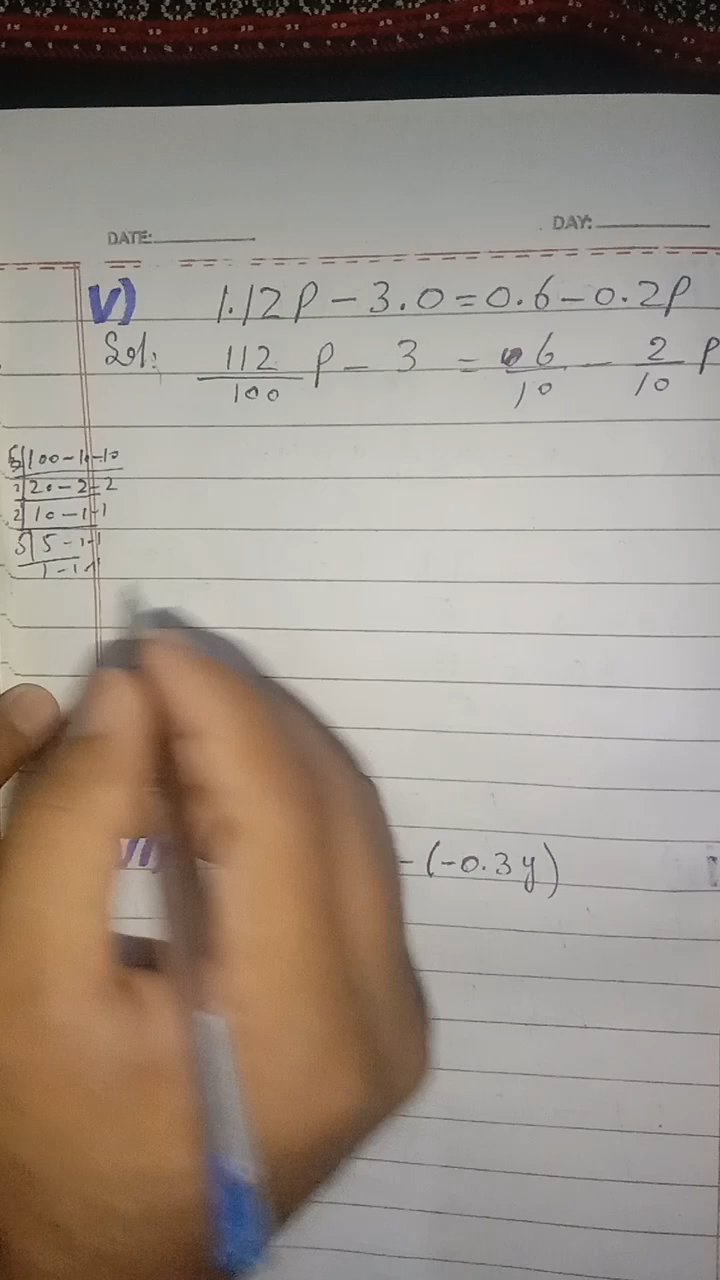 DATE: DAY:
V) 1.12P - 3.0 = 0.6 - 0.2P
Sol: 112/100 P - 3 = 6/10 - 2/10 P
5|100-10-10
2|20-2-2
2|10-1-1
5|5-1-1
1-1-1
VI) -(-0.3y)